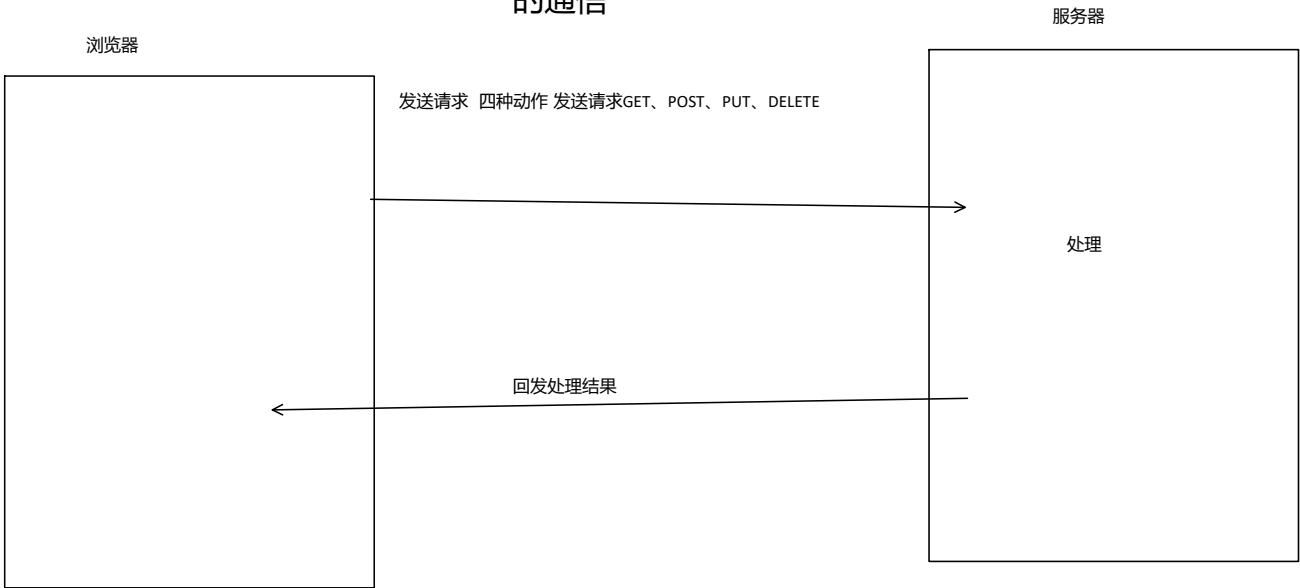 的通信
服务器
浏览器
发送请求 四种动作 发送请求GET、POST、PUT、DELETE
处理
回发处理结果